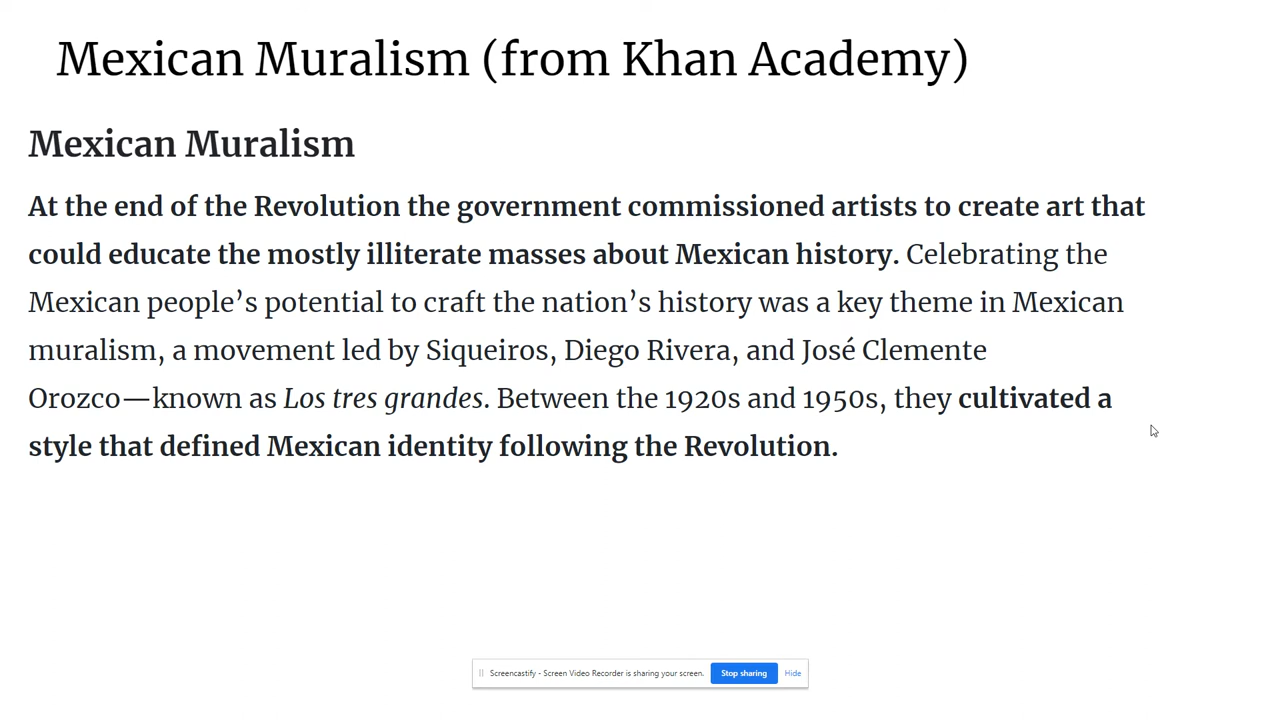 Mexican Muralism (from Khan Academy)
Mexican Muralism
At the end of the Revolution the government commissioned artists to create art that
could educate the mostly illiterate masses about Mexican history. Celebrating the
Mexican people’s potential to craft the nation’s history was a key theme in Mexican
muralism, a movement led by Siqueiros, Diego Rivera, and José Clemente
Orozco—known as Los tres grandes. Between the 1920s and 1950s, they cultivated a
style that defined Mexican identity following the Revolution.
Screencastify - Screen Video Recorder is sharing your screen. Stop sharing Hide